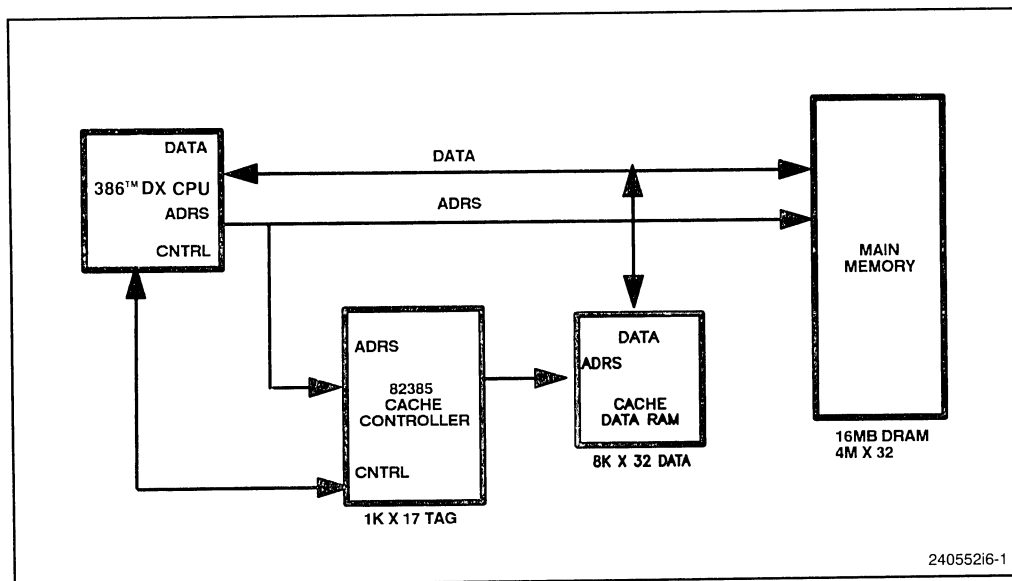 DATA
386™ DX CPU
ADRS
CNTRL
DATA
ADRS
MAIN
MEMORY
16MB DRAM
4M X 32
ADRS
82385
CACHE
CONTROLLER
CNTRL
1K X 17 TAG
DATA
ADRS
CACHE
DATA RAM
8K X 32 DATA
240552i6-1